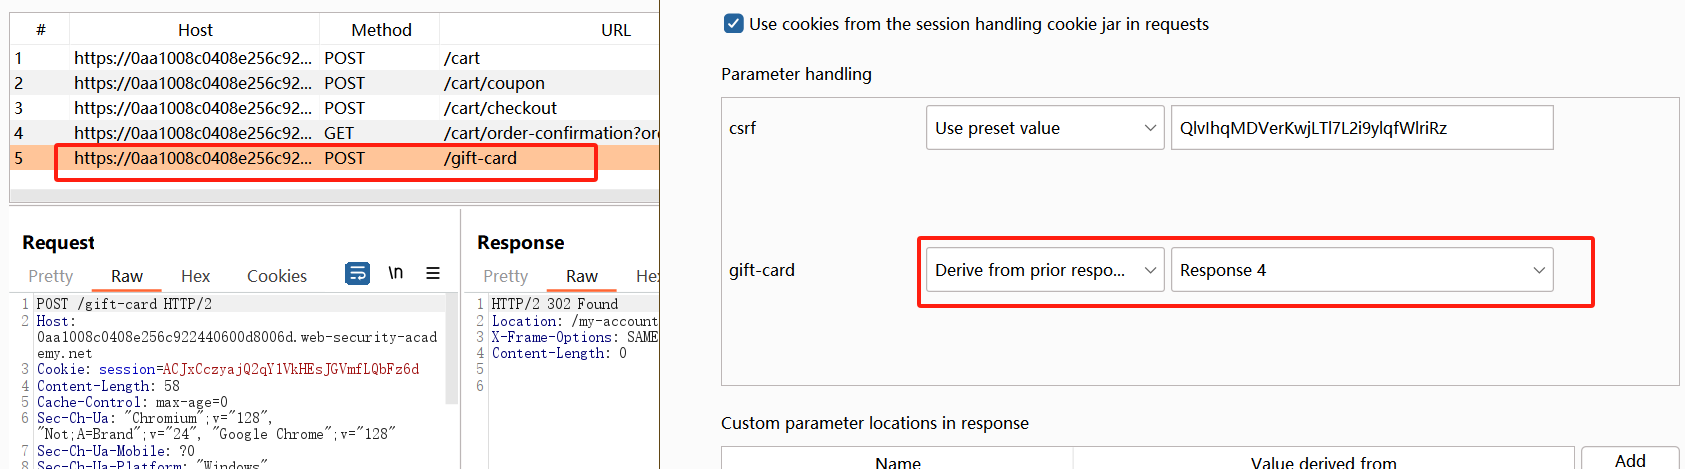 # Host Method URL
1 https://0aa1008c0408e256c92... POST /cart
2 https://0aa1008c0408e256c92... POST /cart/coupon
3 https://0aa1008c0408e256c92... POST /cart/checkout
4 https://0aa1008c0408e256c92... GET /cart/order-confirmation?or
5 https://0aa1008c0408e256c92... POST /gift-card
Request
Pretty Raw Hex Cookies \n
1 POST /gift-card HTTP/2
2 Host:
0aa1008c0408e256c922440600d8006d.web-security-acad
emy.net
3 Cookie: session=ACJxCczyajQ2qY1VkHEsJGVmfLQbFz6d
4 Content-Length: 58
5 Cache-Control: max-age=0
6 Sec-Ch-Ua: "Chromium";v="128",
"Not;A=Brand";v="24", "Google Chrome";v="128"
7 Sec-Ch-Ua-Mobile: ?0
8 Sec-Ch-Ua-Platform: "Windows"
Response
Pretty Raw He
1 HTTP/2 302 Found
2 Location: /my-account
3 X-Frame-Options: SAME
4 Content-Length: 0
5
6
Use cookies from the session handling cookie jar in requests
Parameter handling
csrf Use preset value QlvIhqMDVerKwjLTl7L2i9ylqfWlriRz
gift-card Derive from prior respo... Response 4
Custom parameter locations in response
Name Value derived from Add